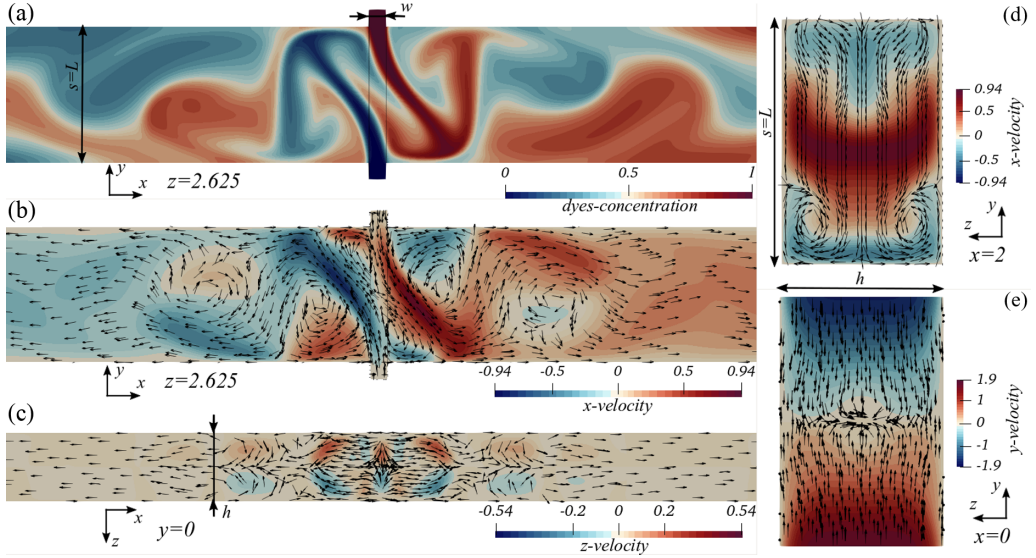 (a)
w
s=L
y
x
z=2.625
0
0.5
1
dyes-concentration
(b)
y
x
z=2.625
-0.94
-0.5
0
0.5
0.94
x-velocity
(c)
h
x
z
y=0
-0.54
-0.2
0
0.2
0.54
z-velocity
(d)
s=L
0.94
0.5
0
-0.5
-0.94
x-velocity
z
y
x=2
h
(e)
1.9
1
0
-1
-1.9
y-velocity
y
z
x=0